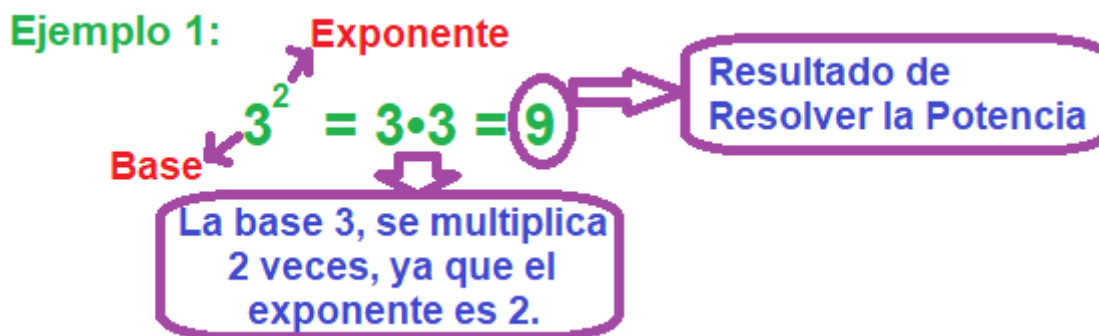 Ejemplo 1:
Exponente
3² = 3•3 = 9
Resultado de
Resolver la Potencia
Base
La base 3, se multiplica
2 veces, ya que el
exponente es 2.